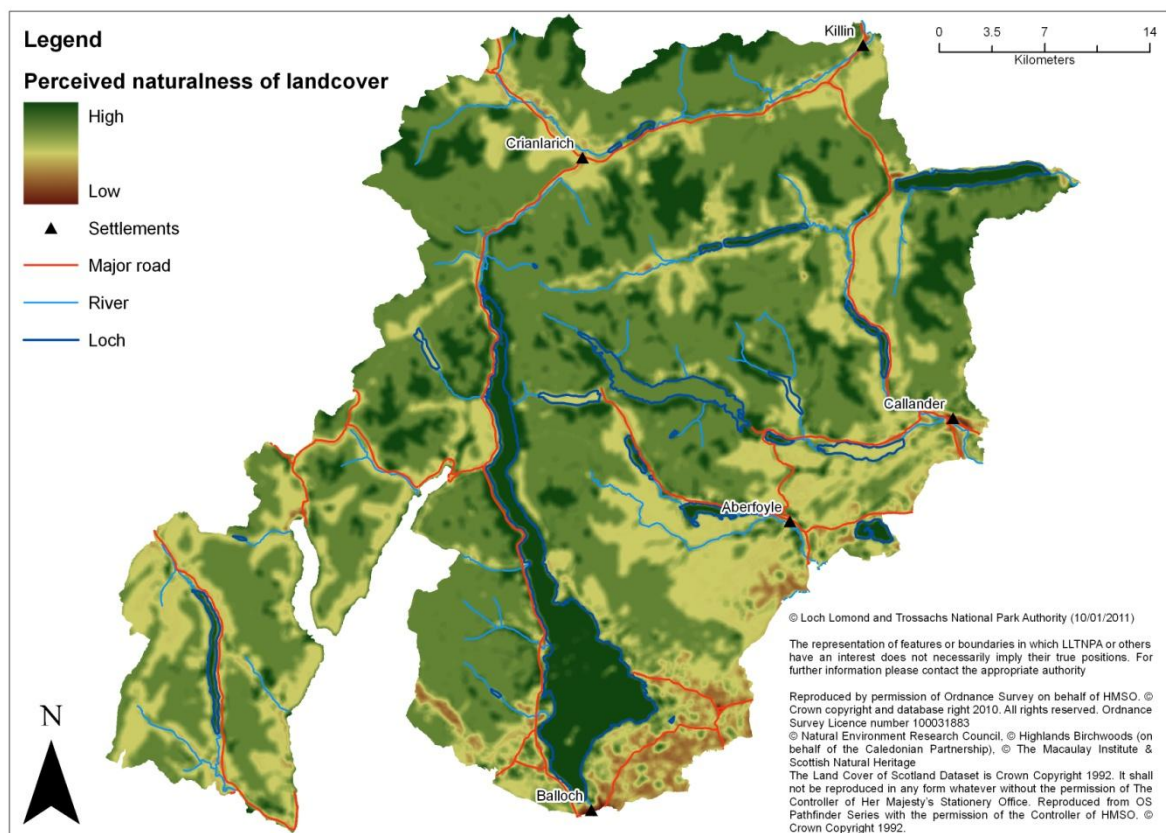 Legend
Perceived naturalness of landcover
High
Low
Settlements
Major road
River
Loch
0 3.5 7 14
Kilometers
Killin
Crianlarich
Callander
Aberfoyle
Balloch
N
© Loch Lomond and Trossachs National Park Authority (10/01/2011)
The representation of features or boundaries in which LLTNPA or others
have an interest does not necessarily imply their true positions. For
further information please contact the appropriate authority
Reproduced by permission of Ordnance Survey on behalf of HMSO. ©
Crown copyright and database right 2010. All rights reserved. Ordnance
Survey Licence number 100031883
© Natural Environment Research Council, © Highlands Birchwoods (on
behalf of the Caledonian Partnership), © The Macaulay Institute &
Scottish Natural Heritage
The Land Cover of Scotland Dataset is Crown Copyright 1992. It shall
not be reproduced in any form whatever without the permission of The
Controller of Her Majesty's Stationery Office. Reproduced from OS
Pathfinder Series with the permission of the Controller of HMSO. ©
Crown Copyright 1992.